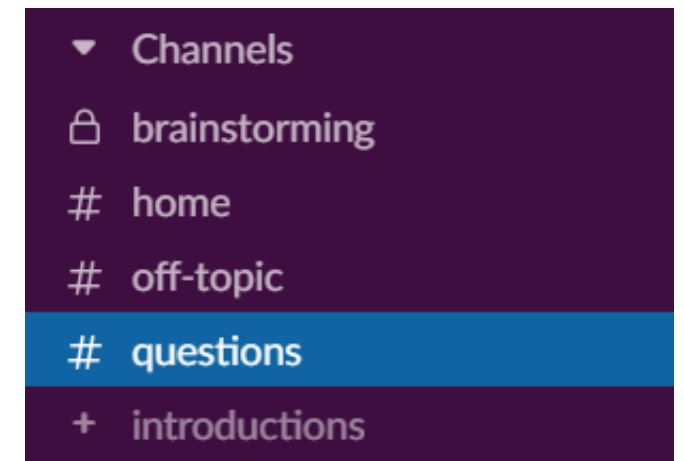 Channels
brainstorming
# home
# off-topic
# questions
+ introductions